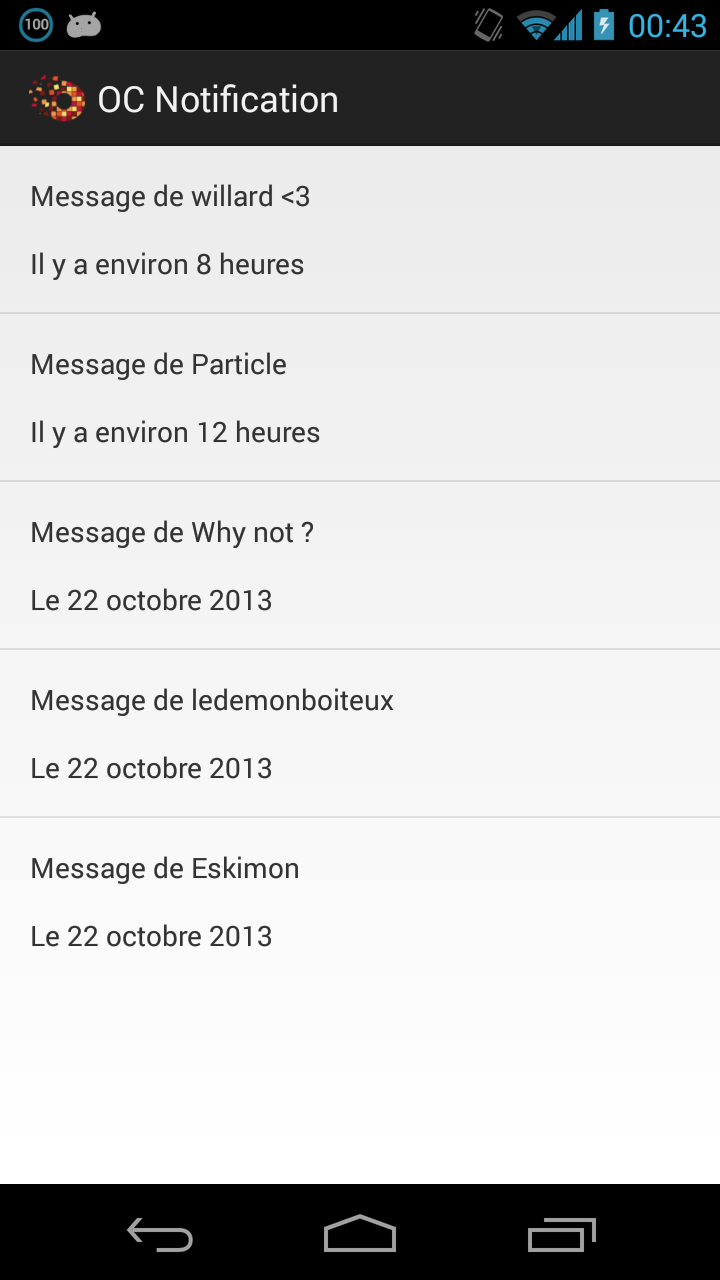 100
00:43
OC Notification
Message de willard <3
Il y a environ 8 heures
Message de Particle
Il y a environ 12 heures
Message de Why not ?
Le 22 octobre 2013
Message de ledemonboiteux
Le 22 octobre 2013
Message de Eskimon
Le 22 octobre 2013